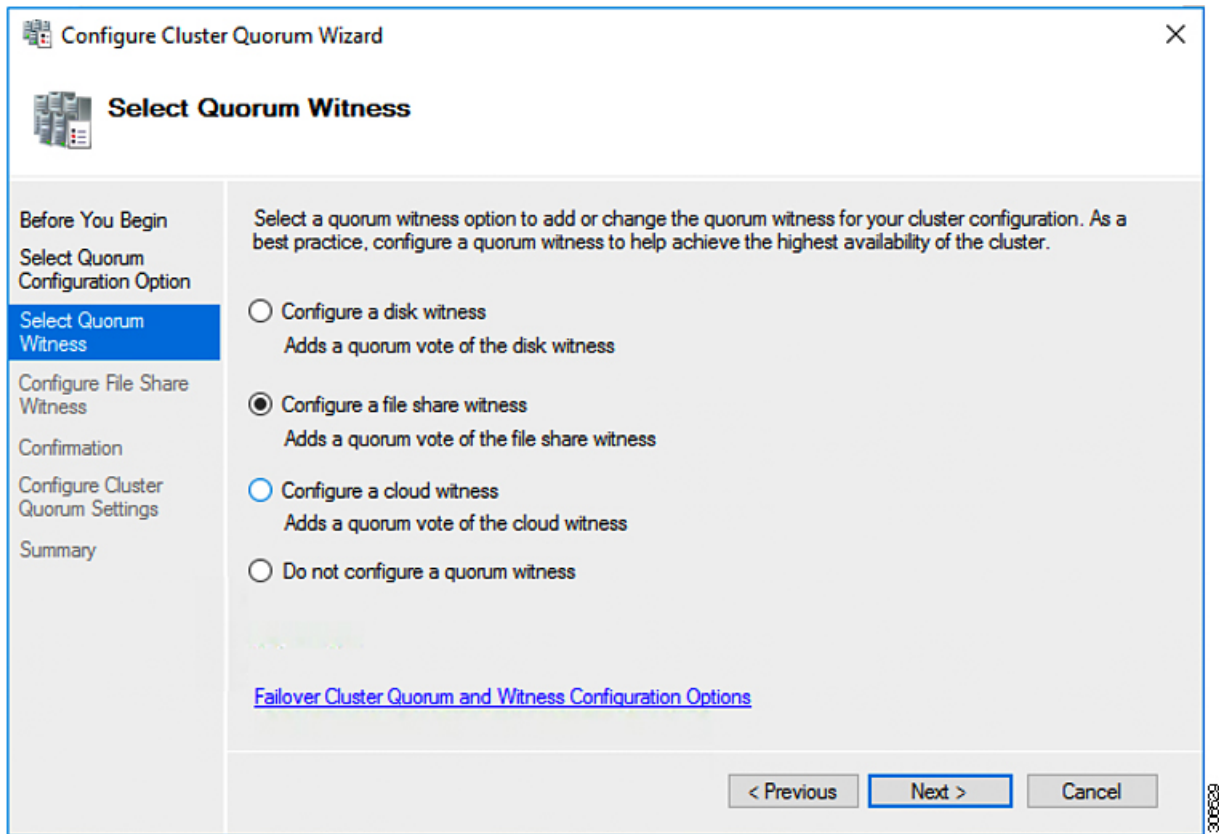 Configure Cluster Quorum Wizard
Select Quorum Witness
Before You Begin
Select Quorum
Configuration Option
Select Quorum
Witness
Configure File Share
Witness
Confirmation
Configure Cluster
Quorum Settings
Summary
Select a quorum witness option to add or change the quorum witness for your cluster configuration. As a
best practice, configure a quorum witness to help achieve the highest availability of the cluster.
Configure a disk witness
Adds a quorum vote of the disk witness
Configure a file share witness
Adds a quorum vote of the file share witness
Configure a cloud witness
Adds a quorum vote of the cloud witness
Do not configure a quorum witness
Failover Cluster Quorum and Witness Configuration Options
< Previous
Next >
Cancel
306629